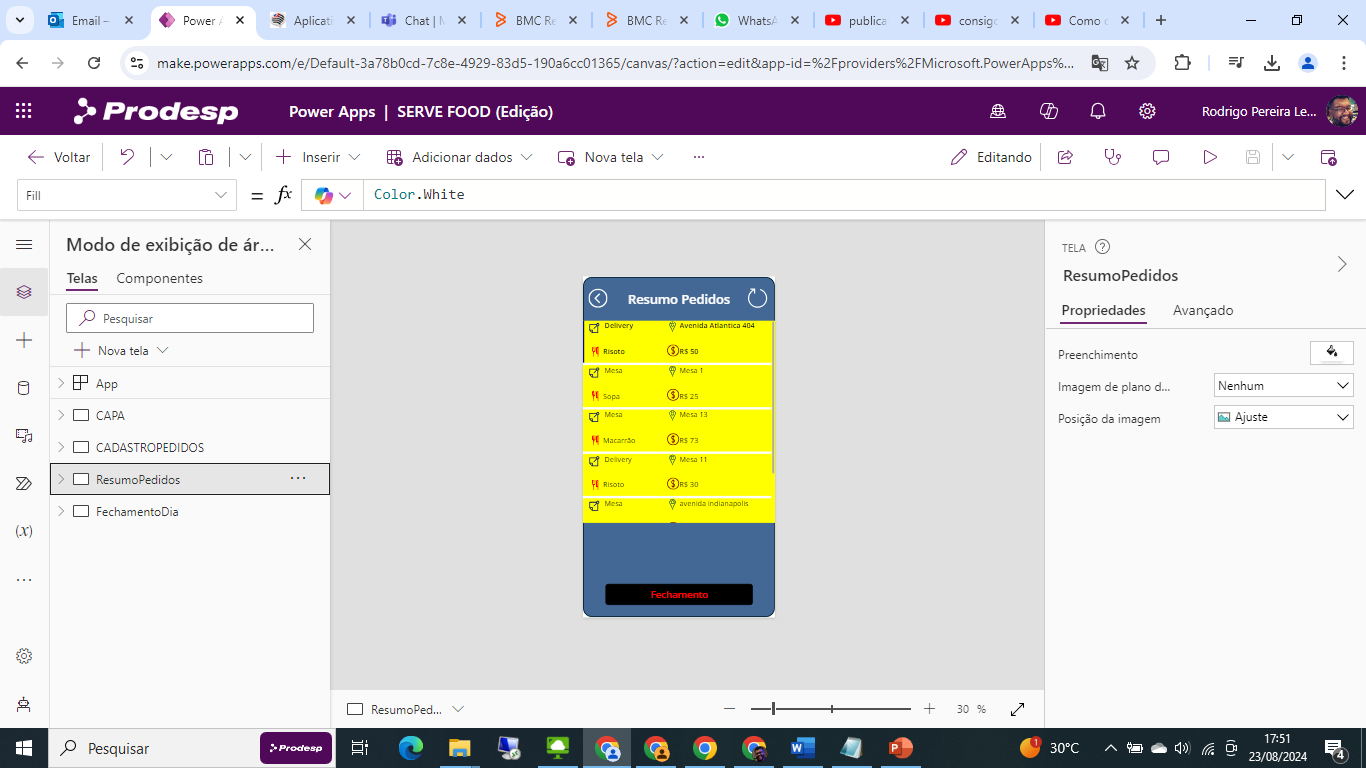 Email –
Power A
Aplicati
Chat | M
BMC Re
BMC Re
WhatsA
publica
consigo
Como c
make.powerapps.com/e/Default-3a78b0cd-7c8e-4929-83d5-190a6cc01365/canvas/?action=edit&app-id=%2Fproviders%2FMicrosoft.PowerApps%...
Prodesp
Power Apps | SERVE FOOD (Edição)
Rodrigo Pereira Le...
Voltar
Inserir
Adicionar dados
Nova tela
...
Editando
Fill
= fx
Color.White
Modo de exibição de ár...
Telas
Componentes
Pesquisar
Nova tela
App
CAPA
CADASTROPEDIDOS
ResumoPedidos
...
FechamentoDia
(x)
Resumo Pedidos
Delivery
Avenida Atlantica 404
Risoto
R$ 50
Mesa
Mesa 1
Sopa
R$ 25
Mesa
Mesa 13
Macarrão
R$ 73
Delivery
Mesa 11
Risoto
R$ 30
Mesa
avenida indianapolis
Fechamento
TELA
ResumoPedidos
Propriedades
Avançado
Preenchimento
Imagem de plano d...
Nenhum
Posição da imagem
Ajuste
ResumoPed...
30 %
Pesquisar
Prodesp
1
30°C
17:51
23/08/2024
4